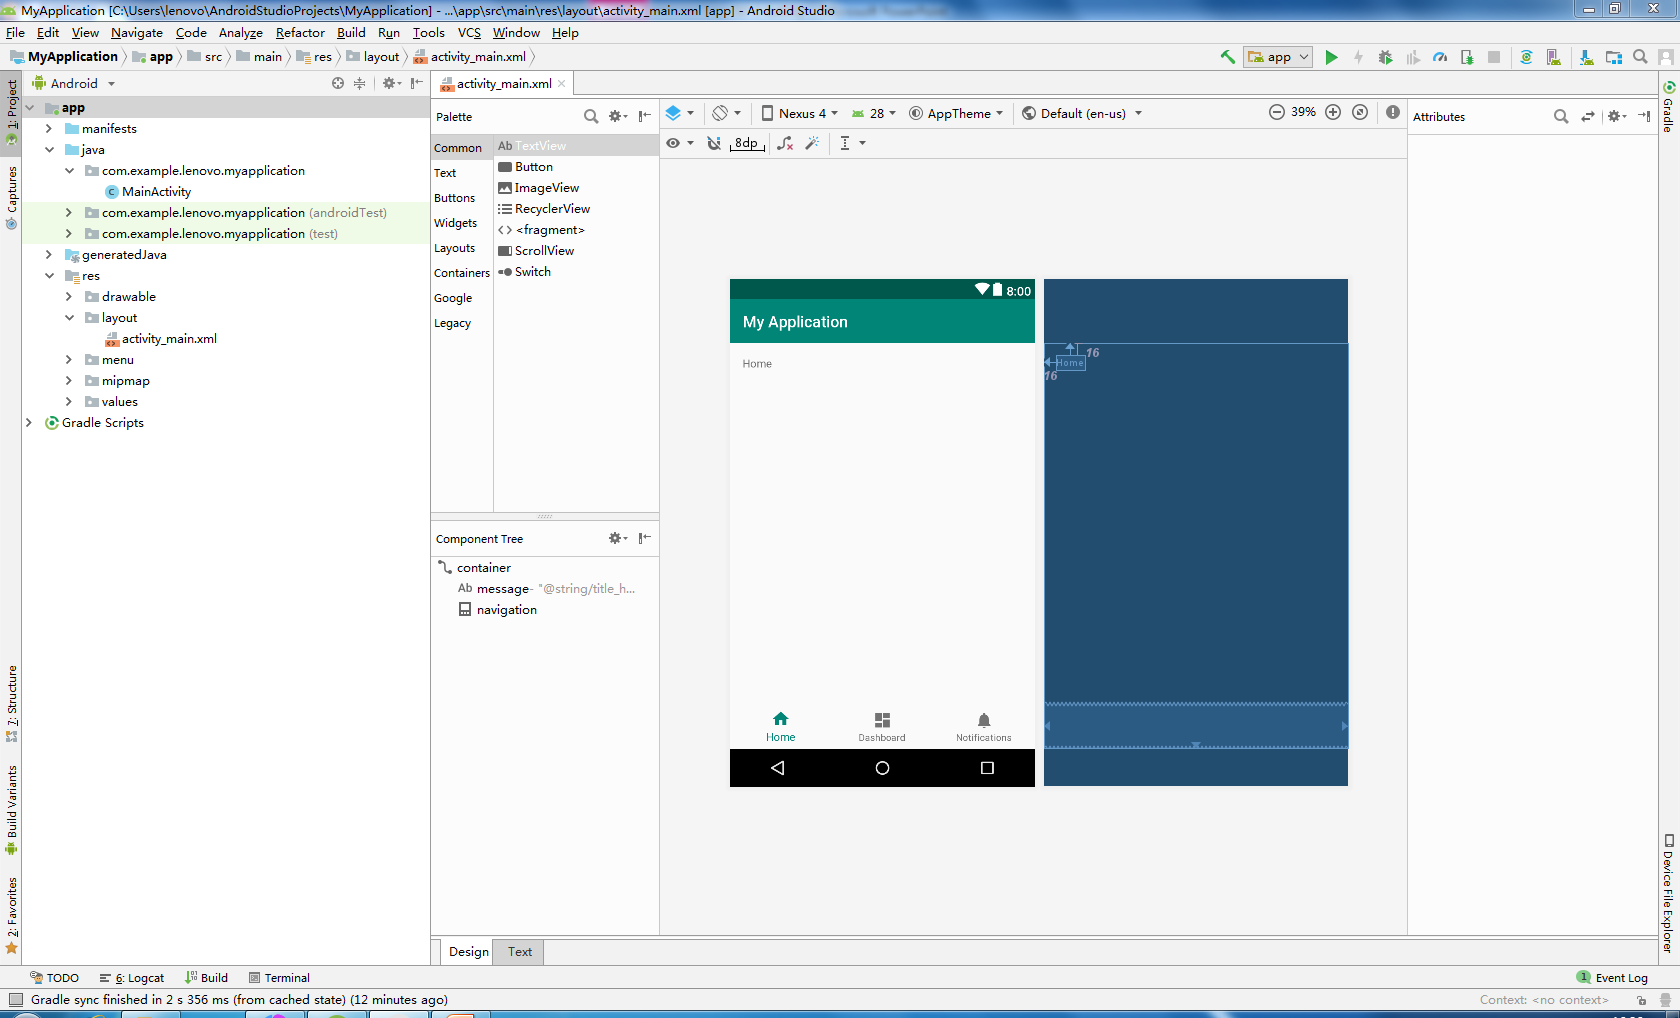 MyApplication [C:\Users\lenovo\AndroidStudioProjects\MyApplication] - ...\app\src\main\res\layout\activity_main.xml [app] - Android Studio
File Edit View Navigate Code Analyze Refactor Build Run Tools VCS Window Help
MyApplication app src main res layout activity_main.xml app
1: Project
Captures
7: Structure
Build Variants
2: Favorites
Android
app
manifests
java
com.example.lenovo.myapplication
MainActivity
com.example.lenovo.myapplication (androidTest)
com.example.lenovo.myapplication (test)
generatedJava
res
drawable
layout
activity_main.xml
menu
mipmap
values
Gradle Scripts
activity_main.xml
Palette
Common
Text
Buttons
Widgets
Layouts
Containers
Google
Legacy
Ab TextView
Button
ImageView
RecyclerView
<fragment>
ScrollView
Switch
Component Tree
container
Ab message- "@string/title_h...
navigation
Nexus 4 28 AppTheme Default (en-us) 39%
8dp
8:00
My Application
Home
Home
Dashboard
Notifications
16
Home
16
Design Text
Attributes
Gradle
Device File Explorer
TODO 6: Logcat Build Terminal 1 Event Log
Gradle sync finished in 2 s 356 ms (from cached state) (12 minutes ago) Context: <no context>